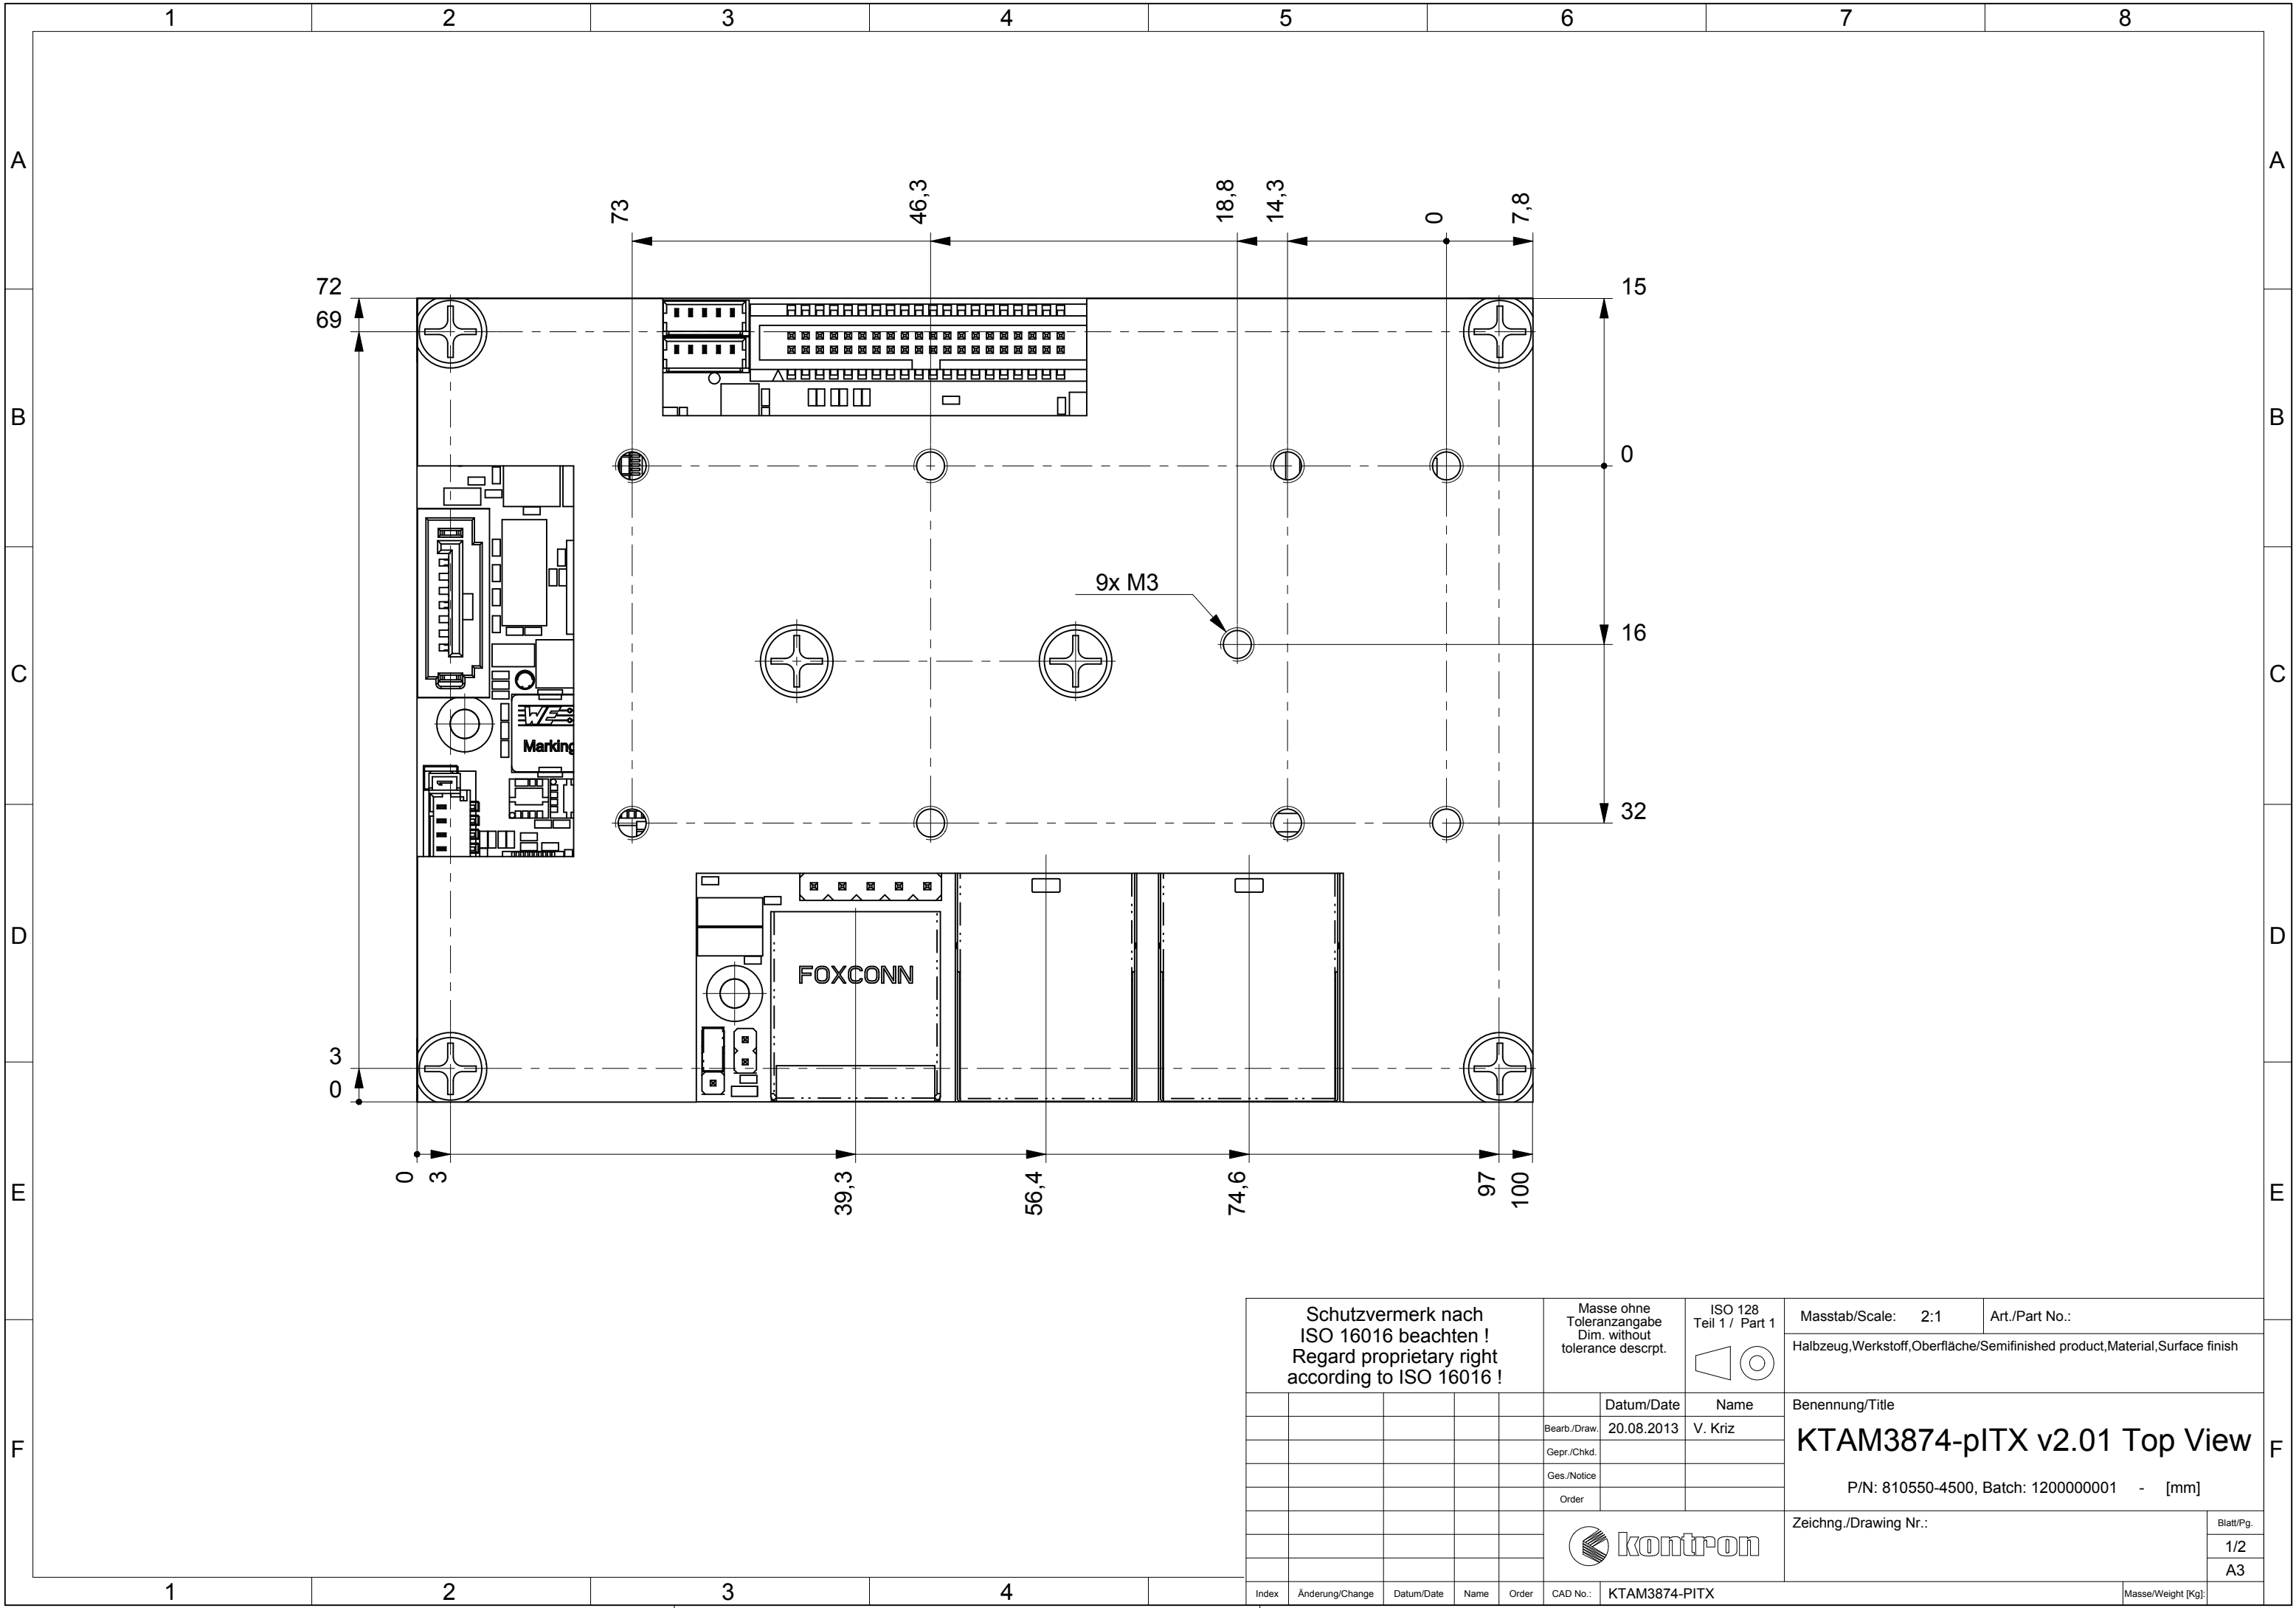 1 2 3 4 5 6 7 8
A A
73 46,3 18,8 14,3 0 7,8
72 15
69
B B
0
9x M3
16
C C
WE
Marking
32
D D
FOXCONN
3
0
0 3 39,3 56,4 74,6 97 100
E E
Schutzvermerk nach
ISO 16016 beachten !
Regard proprietary right
according to ISO 16016 !
Masse ohne
Toleranzangabe
Dim. without
tolerance descrpt.
ISO 128
Teil 1 / Part 1
Masstab/Scale: 2:1 Art./Part No.:
Halbzeug,Werkstoff,Oberfläche/Semifinished product,Material,Surface finish
Datum/Date Name
Bearb./Draw. 20.08.2013 V. Kriz
Gepr./Chkd.
Ges./Notice
Order
Benennung/Title
KTAM3874-pITX v2.01 Top View
P/N: 810550-4500, Batch: 1200000001 - [mm]
F F
kontron
Zeichng./Drawing Nr.:
Blatt/Pg.
1/2
A3
Index Änderung/Change Datum/Date Name Order CAD No.: KTAM3874-PITX Masse/Weight [Kg]:
1 2 3 4